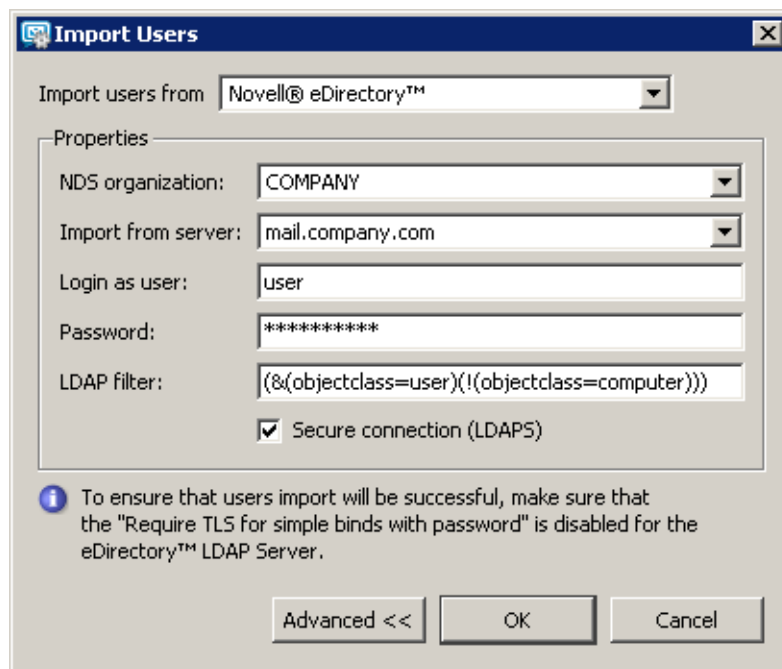 Import Users
Import users from Novell® eDirectory™
Properties
NDS organization: COMPANY
Import from server: mail.company.com
Login as user: user
Password: **********
LDAP filter: (&(objectclass=user)(!(objectclass=computer)))
Secure connection (LDAPS)
To ensure that users import will be successful, make sure that
the "Require TLS for simple binds with password" is disabled for the
eDirectory™ LDAP Server.
Advanced << OK Cancel